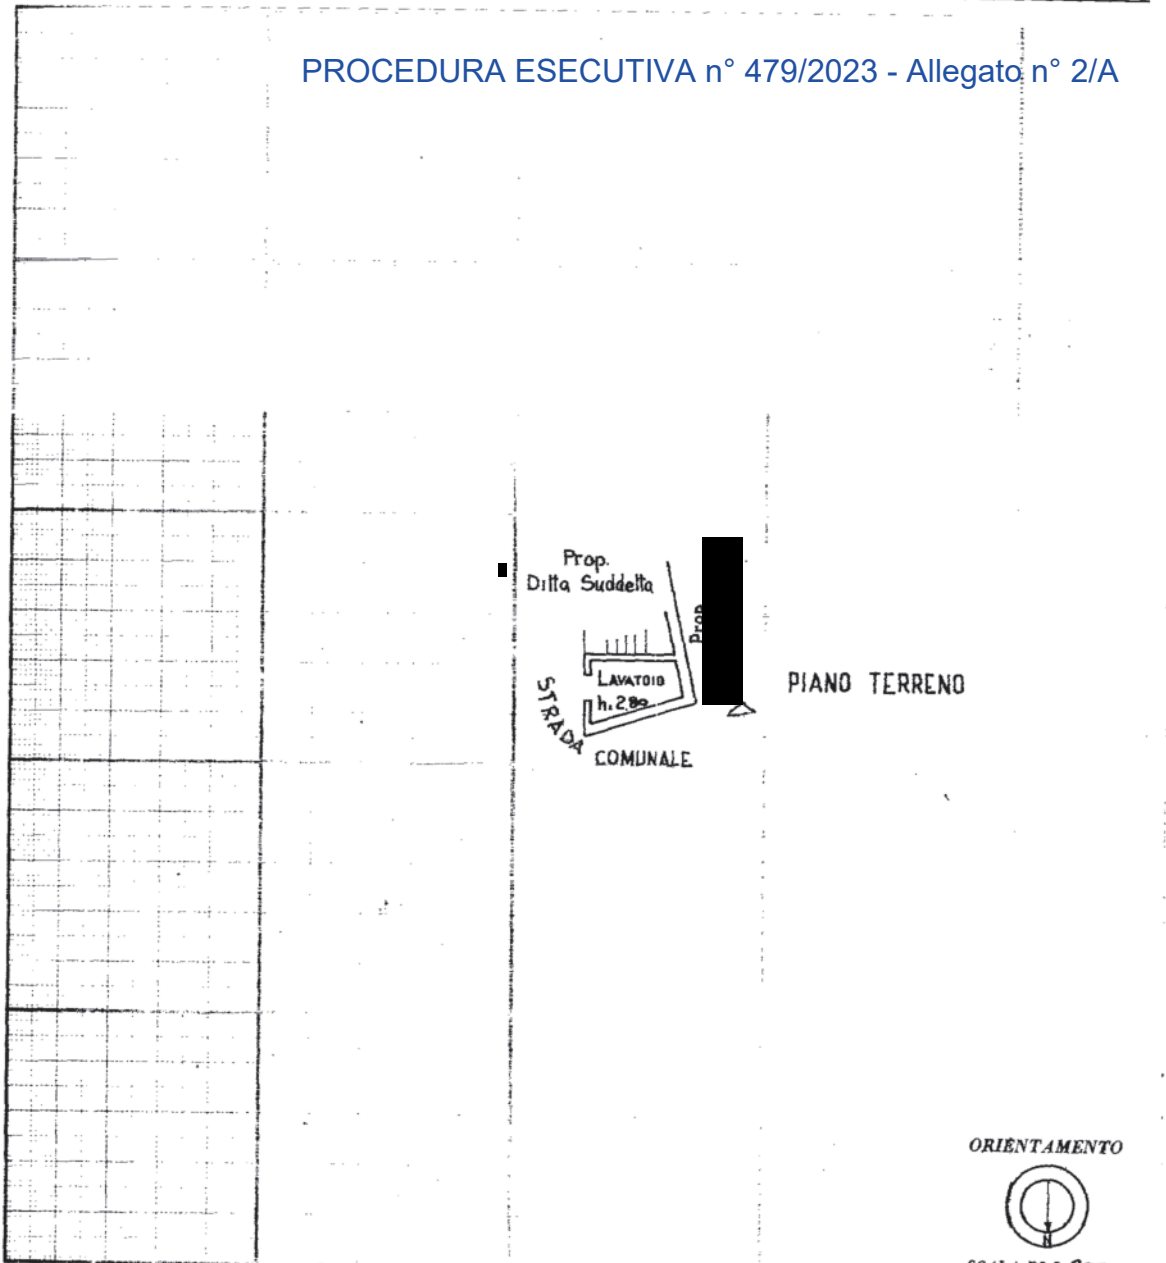 PROCEDURA ESECUTIVA n° 479/2023 - Allegato n° 2/A
Prop.
Ditta Suddetta
Prop
LAVATOIO
h. 2,80
STRADA
COMUNALE
PIANO TERRENO
ORIENTAMENTO
N